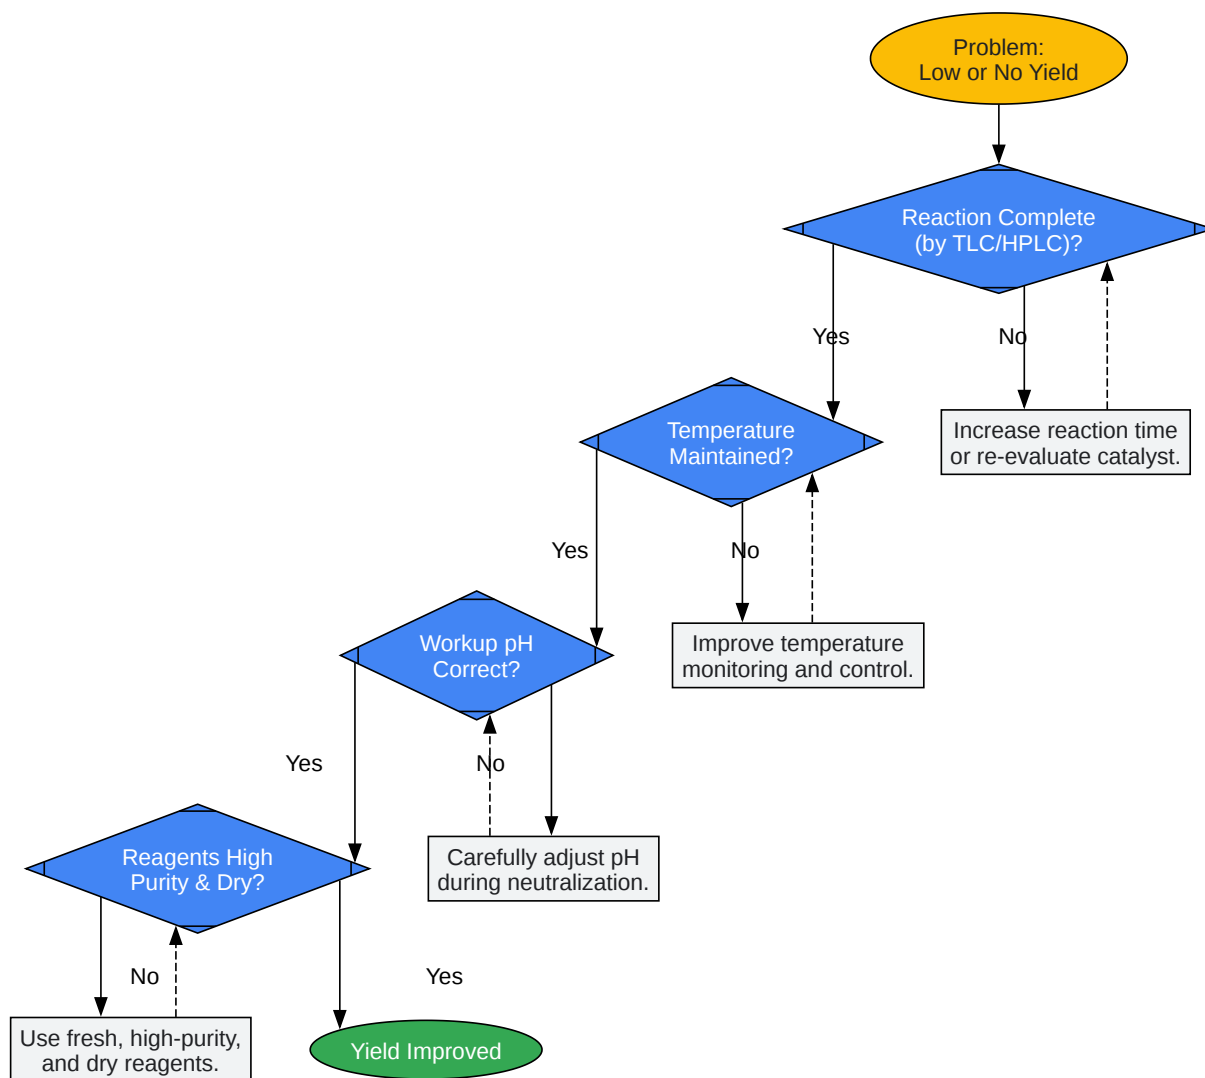 Problem:
Low or No Yield
Reaction Complete
(by TLC/HPLC)?
Yes
No
Temperature
Maintained?
Increase reaction time
or re-evaluate catalyst.
Yes
No
Workup pH
Correct?
Improve temperature
monitoring and control.
Yes
No
Reagents High
Purity & Dry?
Carefully adjust pH
during neutralization.
No
Yes
Use fresh, high-purity,
and dry reagents.
Yield Improved